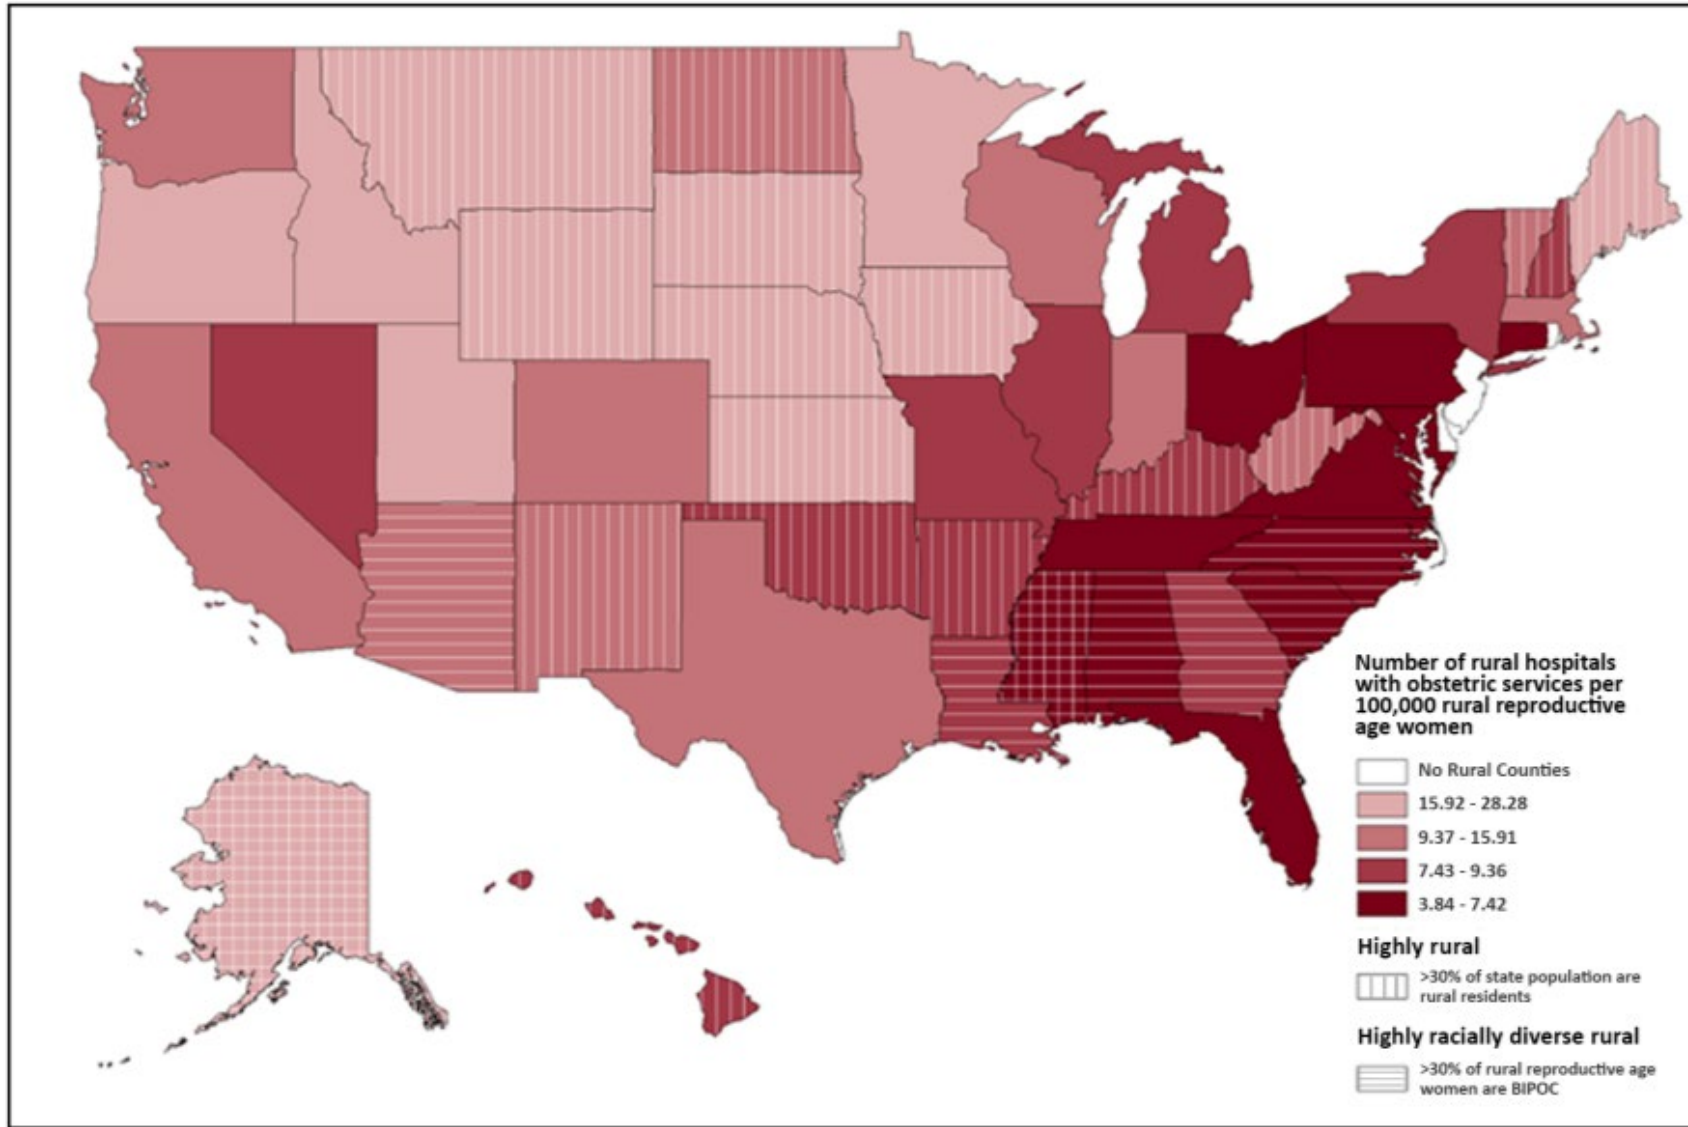 Number of rural hospitals
with obstetric services per
100,000 rural reproductive
age women
No Rural Counties
15.92 - 28.28
9.37 - 15.91
7.43 - 9.36
3.84 - 7.42
Highly rural
>30% of state population are
rural residents
Highly racially diverse rural
>30% of rural reproductive age
women are BIPOC